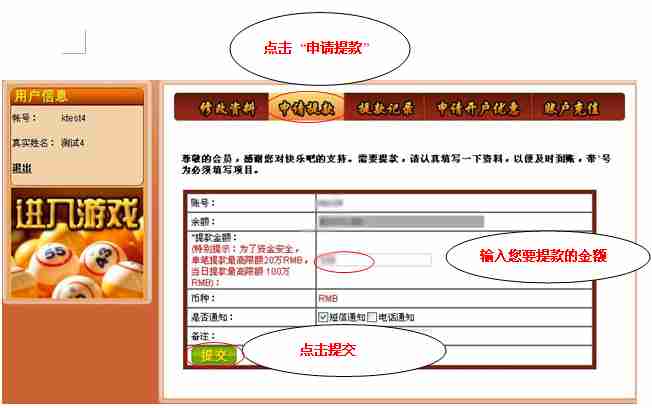 点击 “申请提款”
用户信息
账号： ktest4
真实姓名： 测试4
退出
进入游戏
修改资料 申请提款 提款记录 申请开户优惠 账户充值
尊敬的会员，感谢您对快乐吧的支持。需要提款，请认真填写一下资料，以便及时到账，带*号
为必须填写项目。
账号：
余额：
*提款金额：
(特别提示：为了资金安全，
单笔提款最高限额20万RMB，
当日提款最高限额 100万
RMB)：
输入您要提款的金额
币种： RMB
是否通知： 短信通知 电话通知
备注：
提交
点击提交